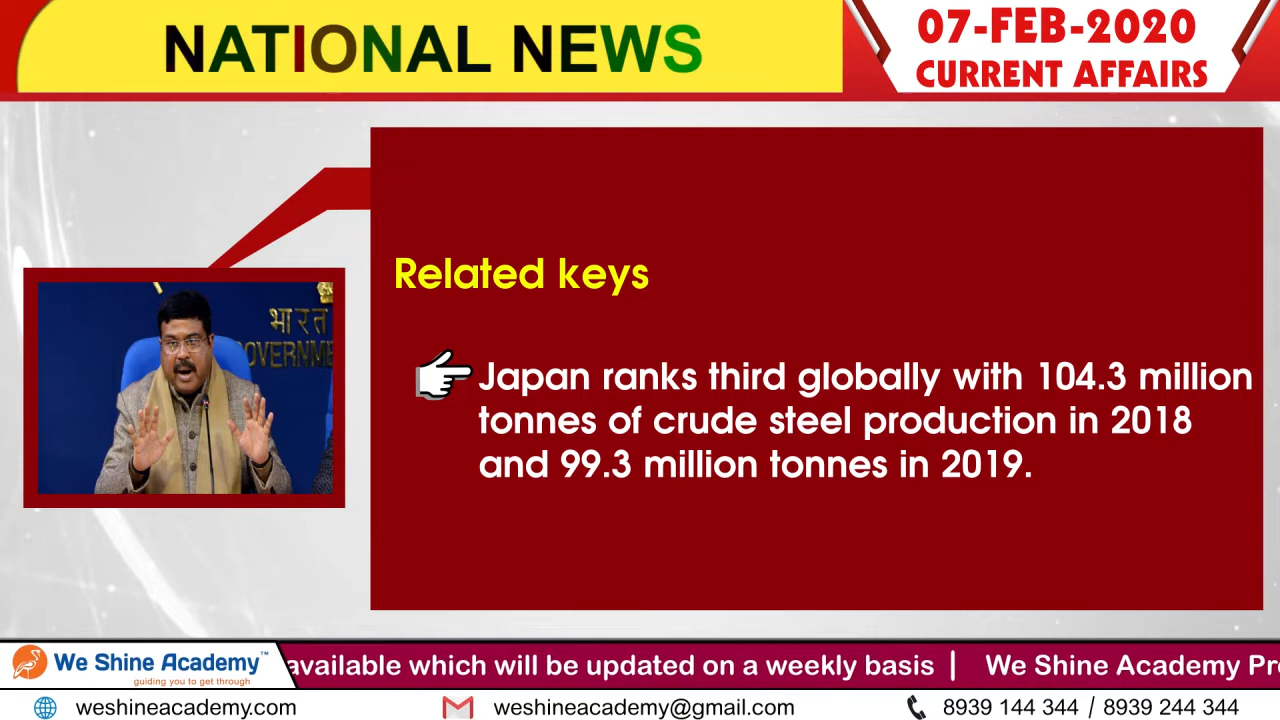 NATIONAL NEWS
07-FEB-2020
CURRENT AFFAIRS
Related keys
Japan ranks third globally with 104.3 million
tonnes of crude steel production in 2018
and 99.3 million tonnes in 2019.
भारत
GOVERNME
We Shine Academy™
guiding you to get through
available which will be updated on a weekly basis | We Shine Academy Pr
weshineacademy.com
weshineacademy@gmail.com
8939 144 344 / 8939 244 344